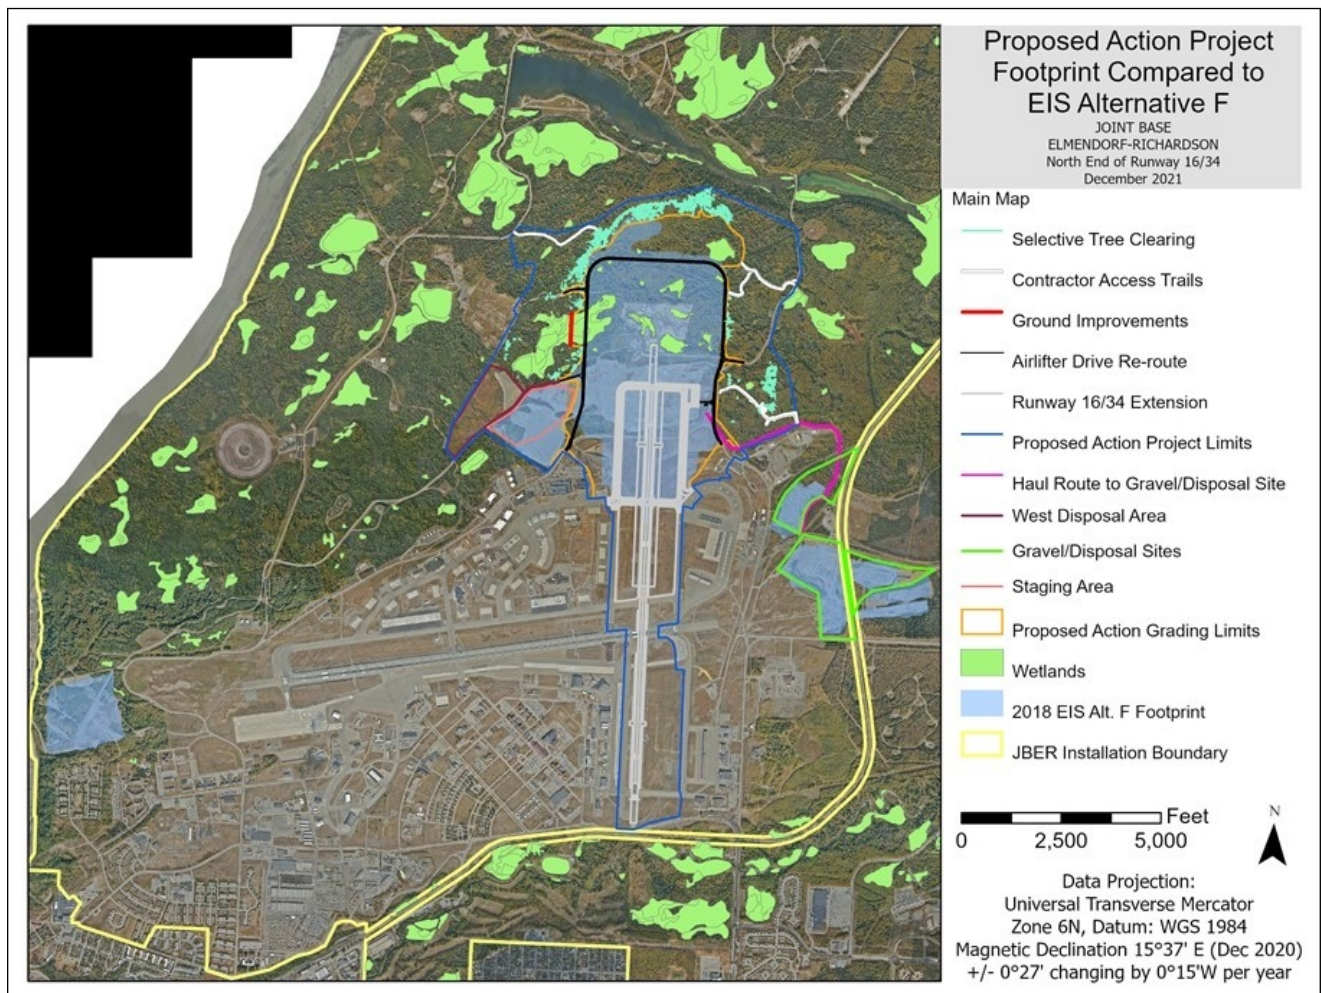 Proposed Action Project
Footprint Compared to
EIS Alternative F
JOINT BASE
ELMENDORF-RICHARDSON
North End of Runway 16/34
December 2021
Main Map
Selective Tree Clearing
Contractor Access Trails
Ground Improvements
Airlifter Drive Re-route
Runway 16/34 Extension
Proposed Action Project Limits
Haul Route to Gravel/Disposal Site
West Disposal Area
Gravel/Disposal Sites
Staging Area
Proposed Action Grading Limits
Wetlands
2018 EIS Alt. F Footprint
JBER Installation Boundary
Feet
0 2,500 5,000
N
Data Projection:
Universal Transverse Mercator
Zone 6N, Datum: WGS 1984
Magnetic Declination 15°37' E (Dec 2020)
+/- 0°27' changing by 0°15'W per year